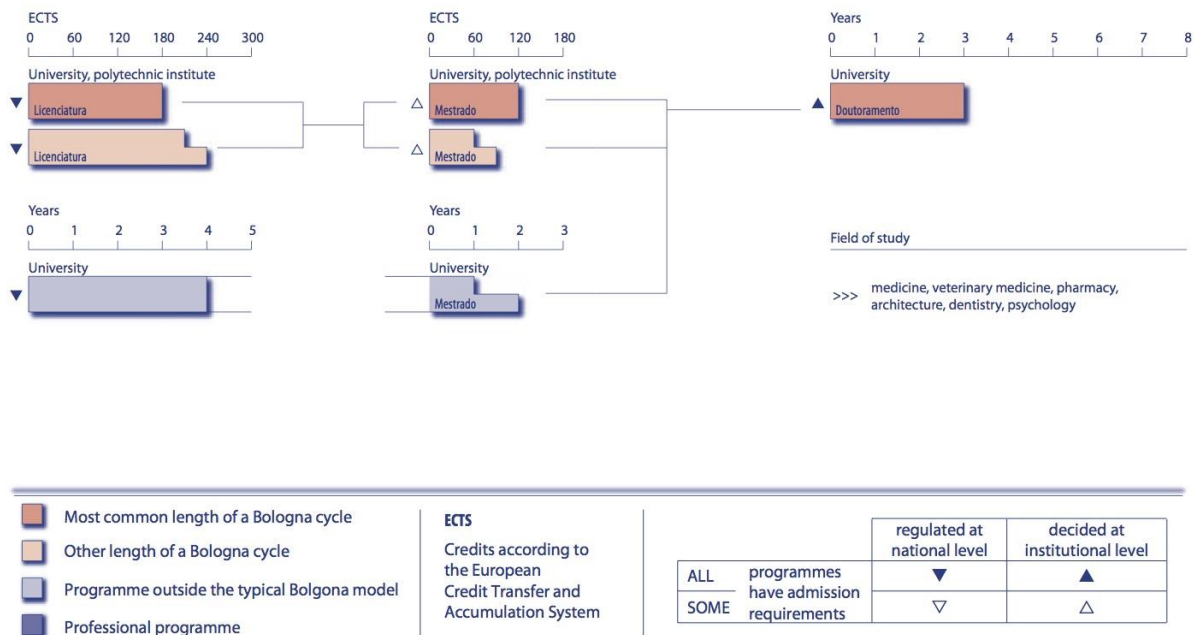 ECTS
0 60 120 180 240 300
University, polytechnic institute
▼ Licenciatura
▼ Licenciatura
ECTS
0 60 120 180
University, polytechnic institute
△ Mestrado
△ Mestrado
Years
0 1 2 3 4 5 6 7 8
University
▲ Doutoramento
Years
0 1 2 3 4 5
University
▼
Years
0 1 2 3
University
Mestrado
Field of study
>>> medicine, veterinary medicine, pharmacy,
architecture, dentistry, psychology
Most common length of a Bologna cycle
Other length of a Bologna cycle
Programme outside the typical Bolgona model
Professional programme
ECTS
Credits according to
the European
Credit Transfer and
Accumulation System
regulated at
national level
decided at
institutional level
ALL
SOME
programmes
have admission
requirements
▼ ▲
▽ △